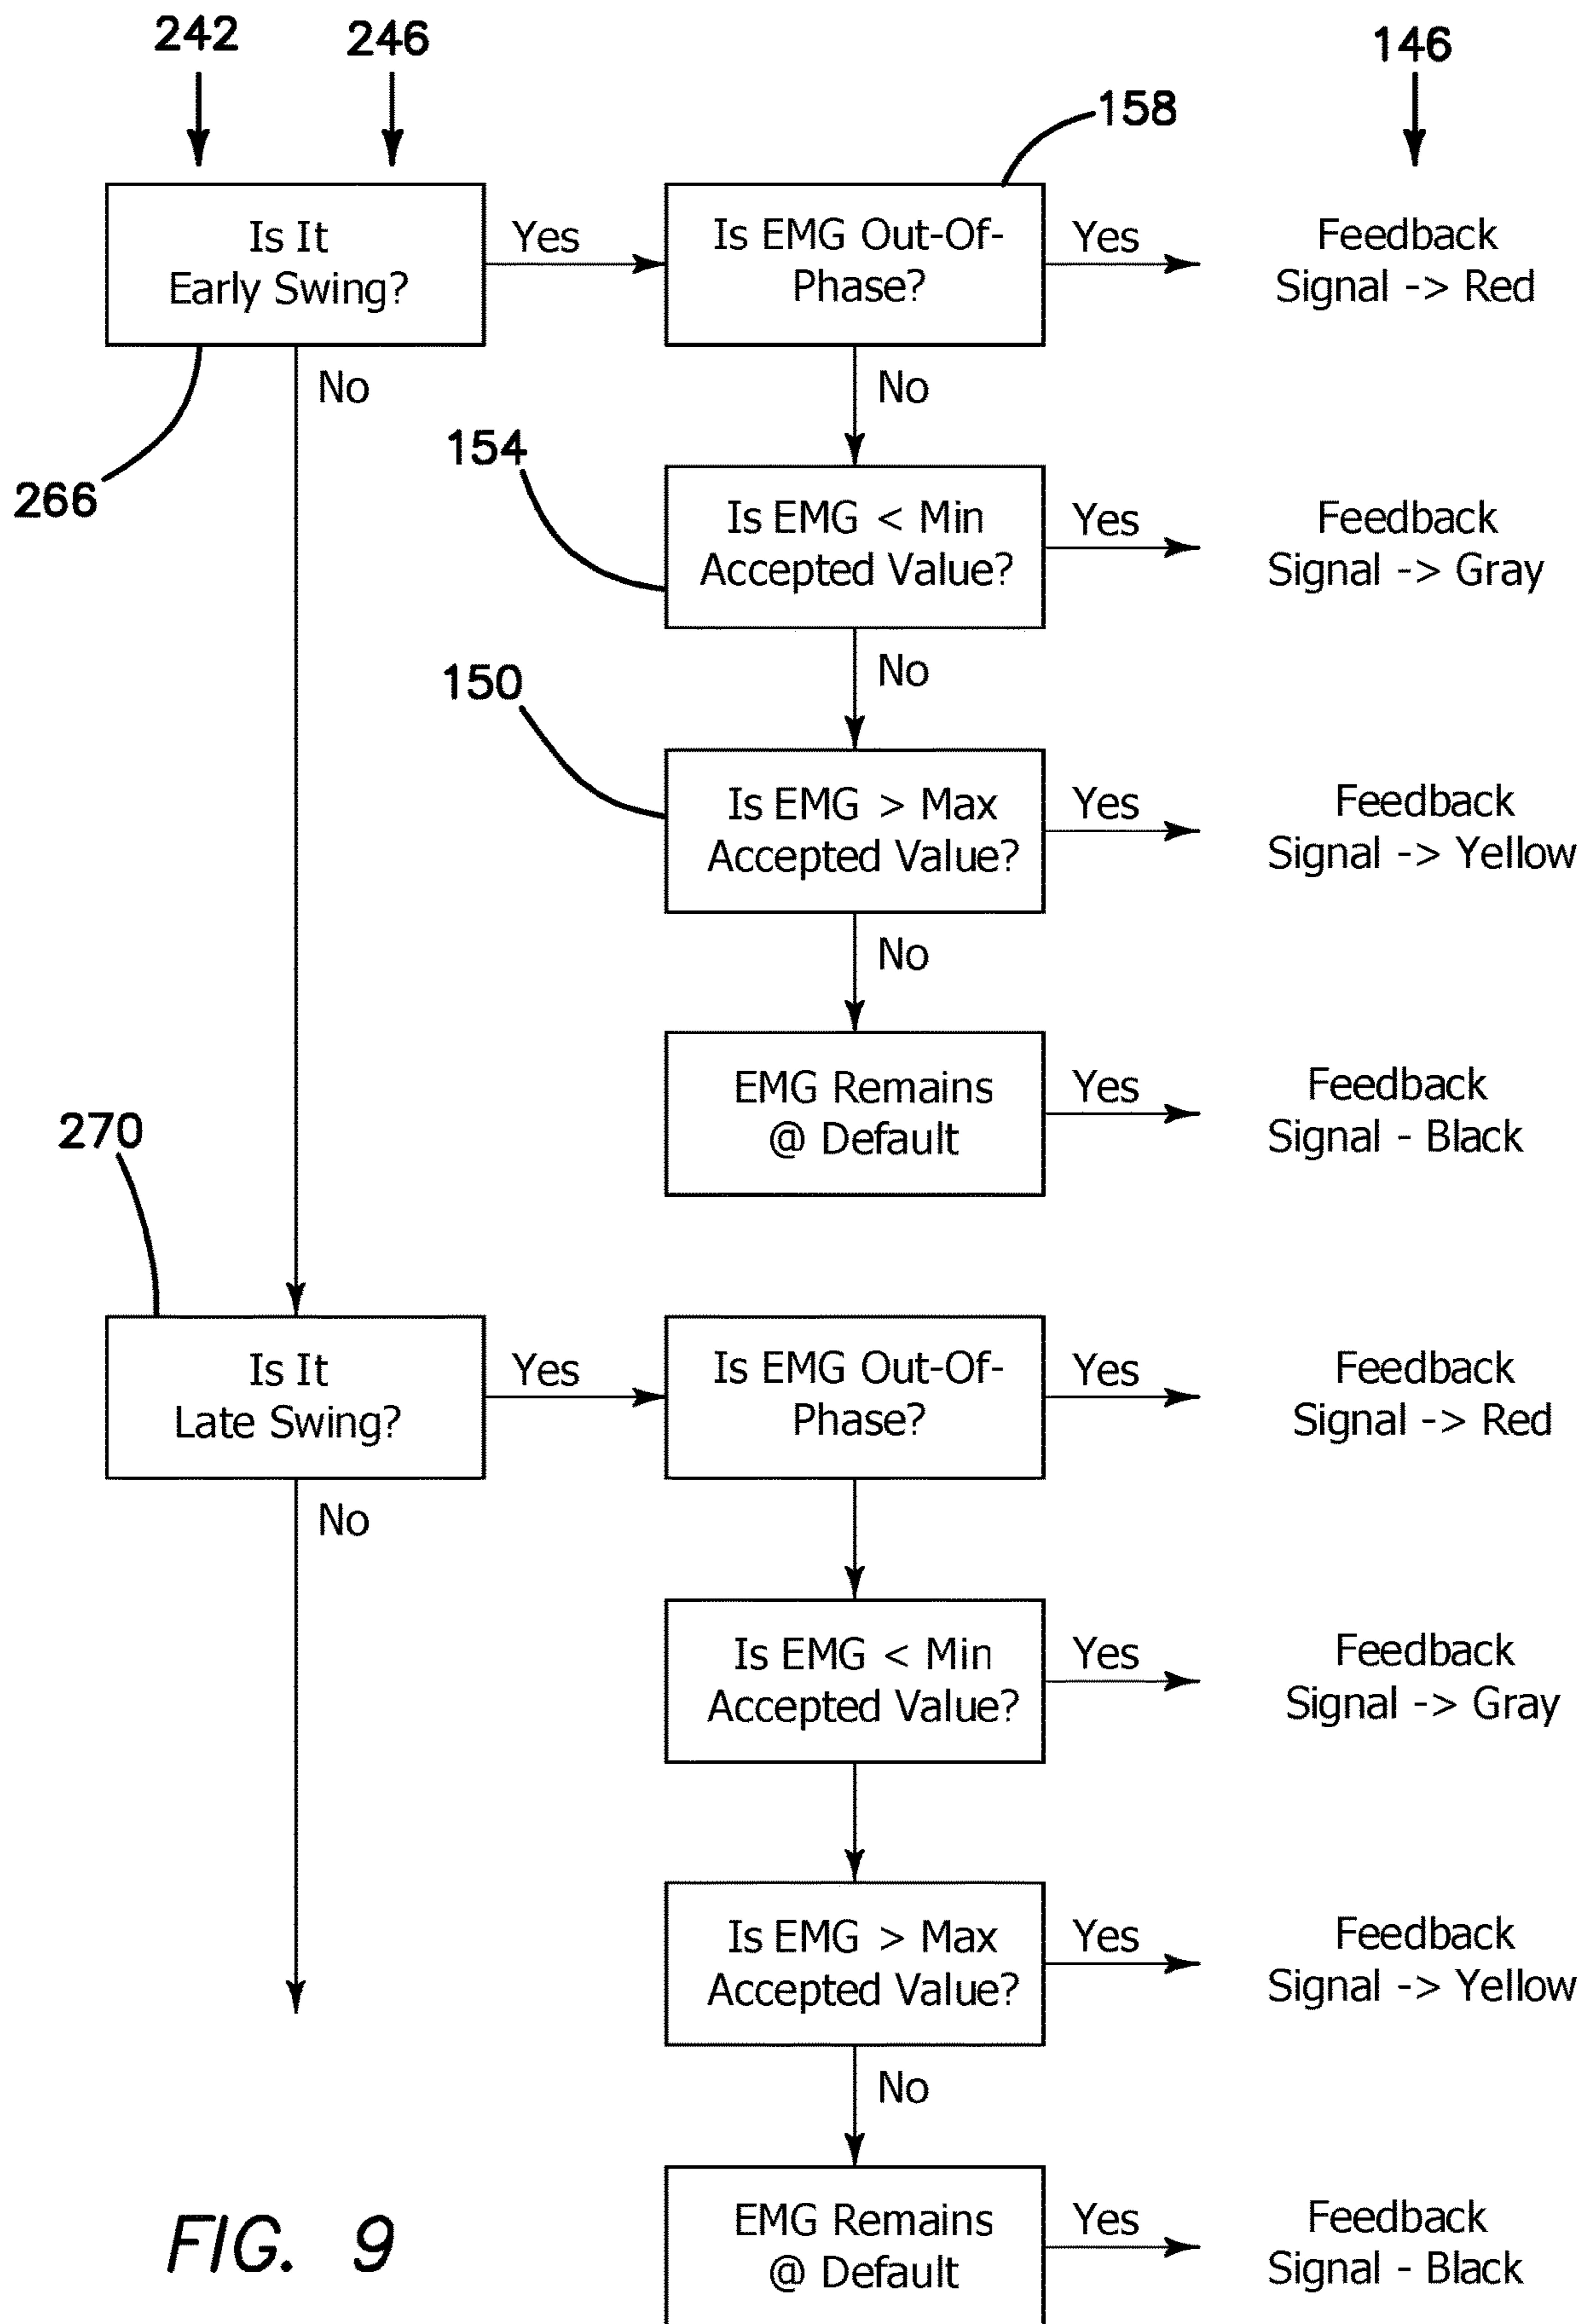 242
246
146
158
Is It
Early Swing?
Yes
Is EMG Out-Of-
Phase?
Yes
Feedback
Signal -> Red
No
No
266
154
Is EMG < Min
Accepted Value?
Yes
Feedback
Signal -> Gray
No
150
Is EMG > Max
Accepted Value?
Yes
Feedback
Signal -> Yellow
No
EMG Remains
@ Default
Yes
Feedback
Signal - Black
270
Is It
Late Swing?
Yes
Is EMG Out-Of-
Phase?
Yes
Feedback
Signal -> Red
No
Is EMG < Min
Accepted Value?
Yes
Feedback
Signal -> Gray
Is EMG > Max
Accepted Value?
Yes
Feedback
Signal -> Yellow
No
EMG Remains
@ Default
Yes
Feedback
Signal - Black
FIG. 9